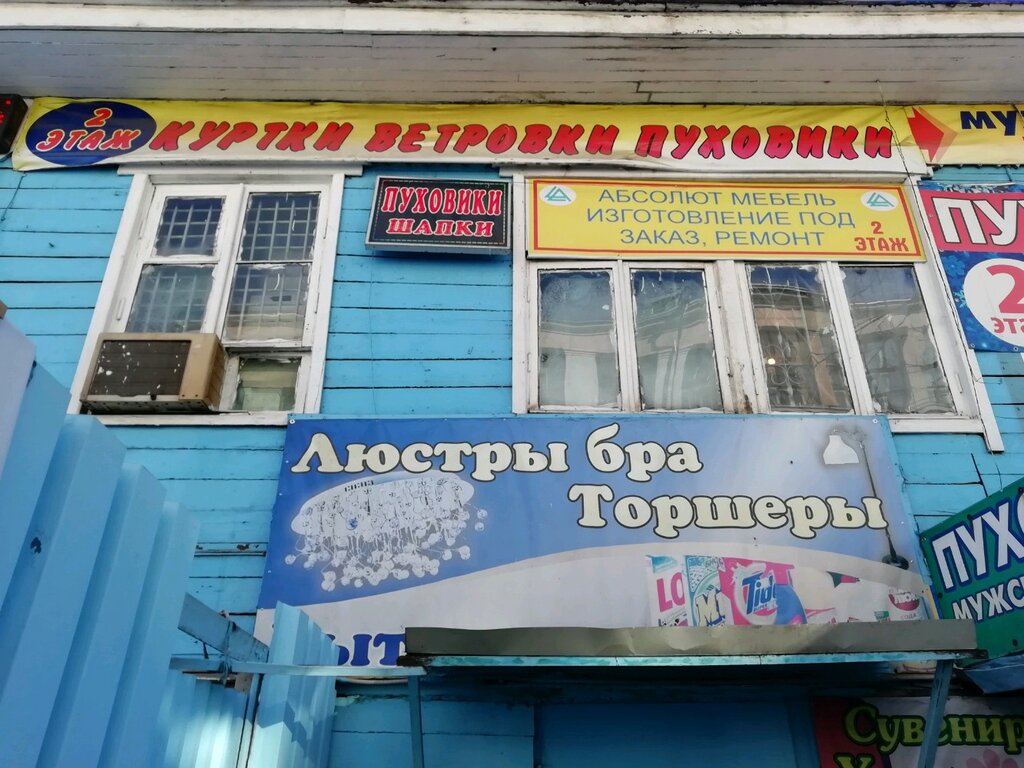 2
ЭТАЖ
КУРТКИ ВЕТРОВКИ ПУХОВИКИ
ПУХОВИКИ
ШАПКИ
АБСОЛЮТ МЕБЕЛЬ
ИЗГОТОВЛЕНИЕ ПОД
ЗАКАЗ, РЕМОНТ
2
ЭТАЖ
2
Люстры бра
Торшеры
Tide